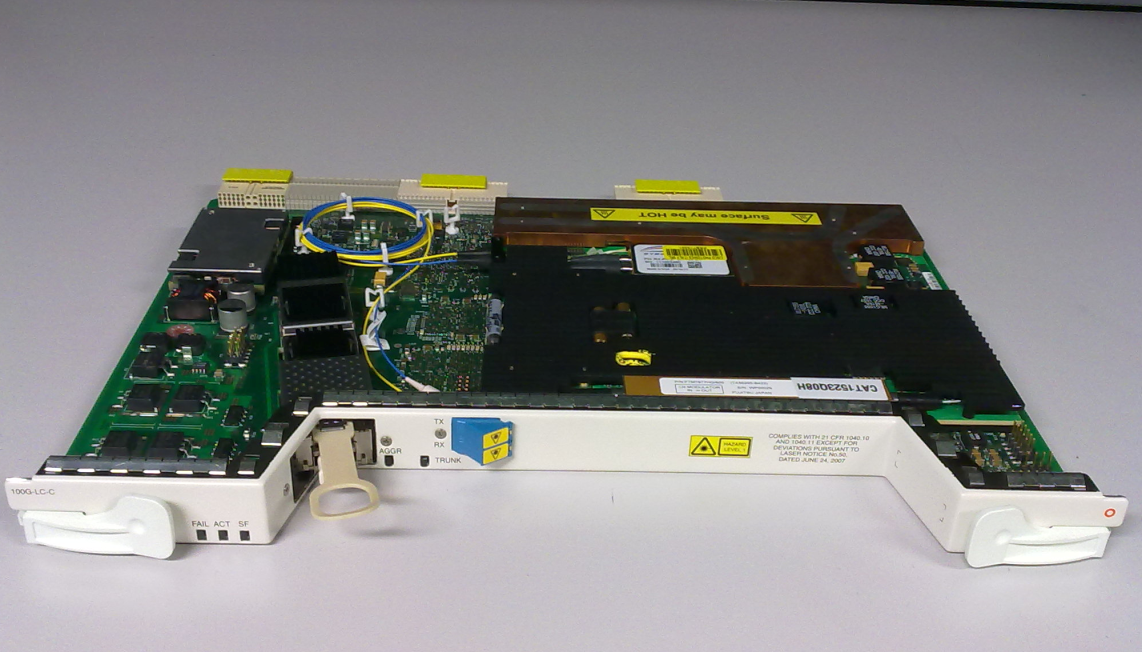 Surface may be HOT
CAT1523Q08H
TX
RX
AGGR
TRUNK
HAZARD
LEVEL 1
COMPLIES WITH 21 CFR 1040.10
AND 1040.11 EXCEPT FOR
DEVIATIONS PURSUANT TO
LASER NOTICE No.50,
DATED JUNE 24, 2007
100G-LC-C
FAIL ACT SF